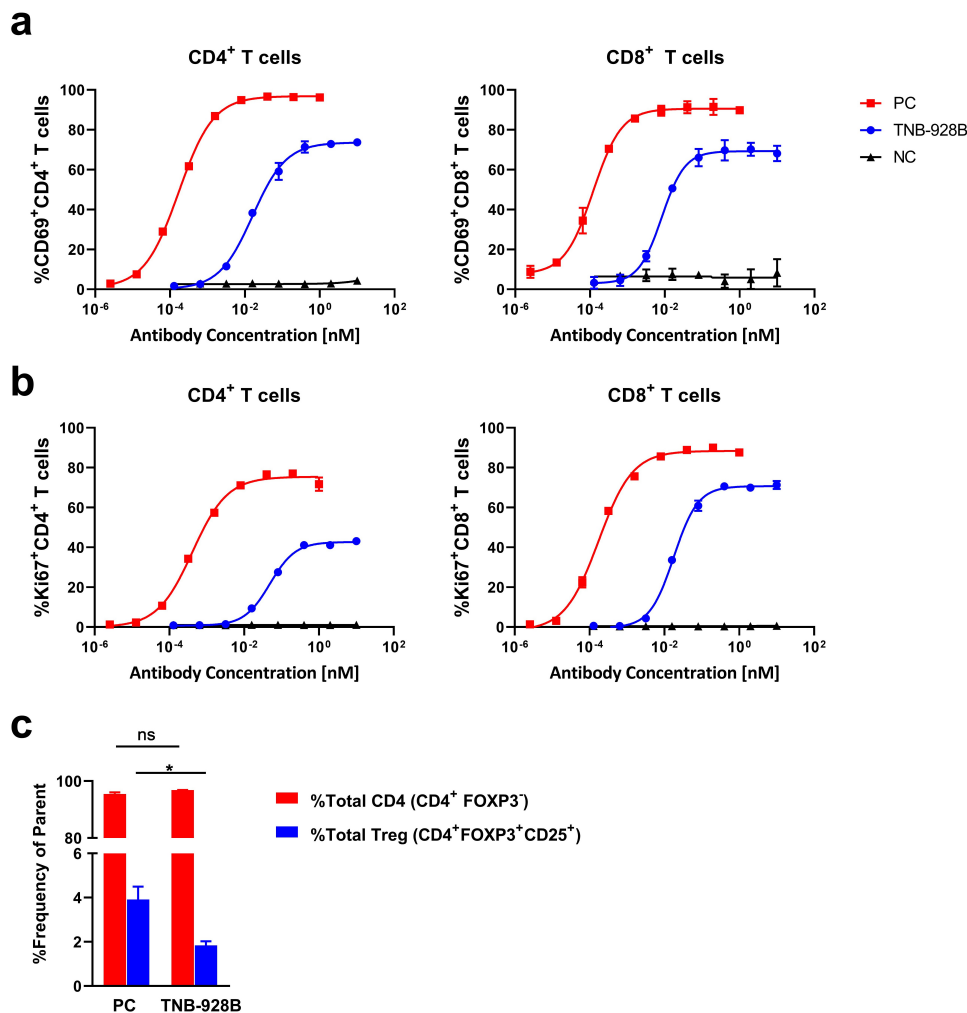 a
CD4⁺ T cells
CD8⁺ T cells
%CD69⁺CD4⁺ T cells
100
80
60
40
20
0
10⁻⁶ 10⁻⁴ 10⁻² 10⁰ 10²
Antibody Concentration [nM]
%CD69⁺CD8⁺ T cells
100
80
60
40
20
0
10⁻⁶ 10⁻⁴ 10⁻² 10⁰ 10²
Antibody Concentration [nM]
PC
TNB-928B
NC
b
CD4⁺ T cells
CD8⁺ T cells
%Ki67⁺CD4⁺ T cells
100
80
60
40
20
0
10⁻⁶ 10⁻⁴ 10⁻² 10⁰ 10²
Antibody Concentration [nM]
%Ki67⁺CD8⁺ T cells
100
80
60
40
20
0
10⁻⁶ 10⁻⁴ 10⁻² 10⁰ 10²
Antibody Concentration [nM]
c
ns
*
%Frequency of Parent
100
80
6
4
2
0
PC TNB-928B
%Total CD4 (CD4⁺ FOXP3⁻)
%Total Treg (CD4⁺FOXP3⁺CD25⁺)